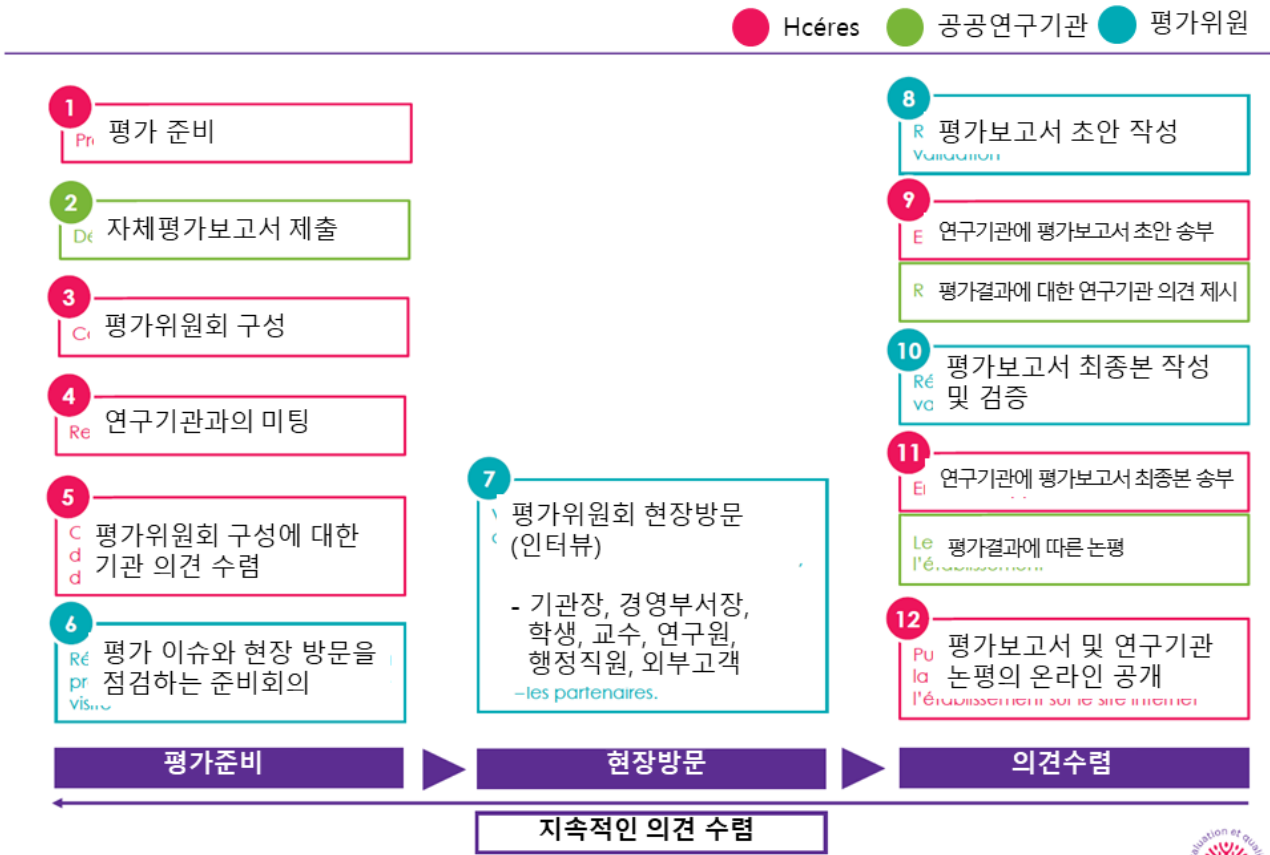 Hcéres
공공연구기관
평가위원
1
평가 준비
2
자체평가보고서 제출
3
평가위원회 구성
4
연구기관과의 미팅
5
평가위원회 구성에 대한
기관 의견 수렴
6
평가 이슈와 현장 방문을
점검하는 준비회의
7
평가위원회 현장방문
(인터뷰)
- 기관장, 경영부서장,
학생, 교수, 연구원,
행정직원, 외부고객
–les partenaires.
8
평가보고서 초안 작성
validation
9
연구기관에 평가보고서 초안 송부
평가결과에 대한 연구기관 의견 제시
10
평가보고서 최종본 작성
및 검증
11
연구기관에 평가보고서 최종본 송부
Le 평가결과에 따른 논평
l'établissement
12
평가보고서 및 연구기관
la 논평의 온라인 공개
l'établissement sur le site internet
평가준비
현장방문
의견수렴
지속적인 의견 수렴